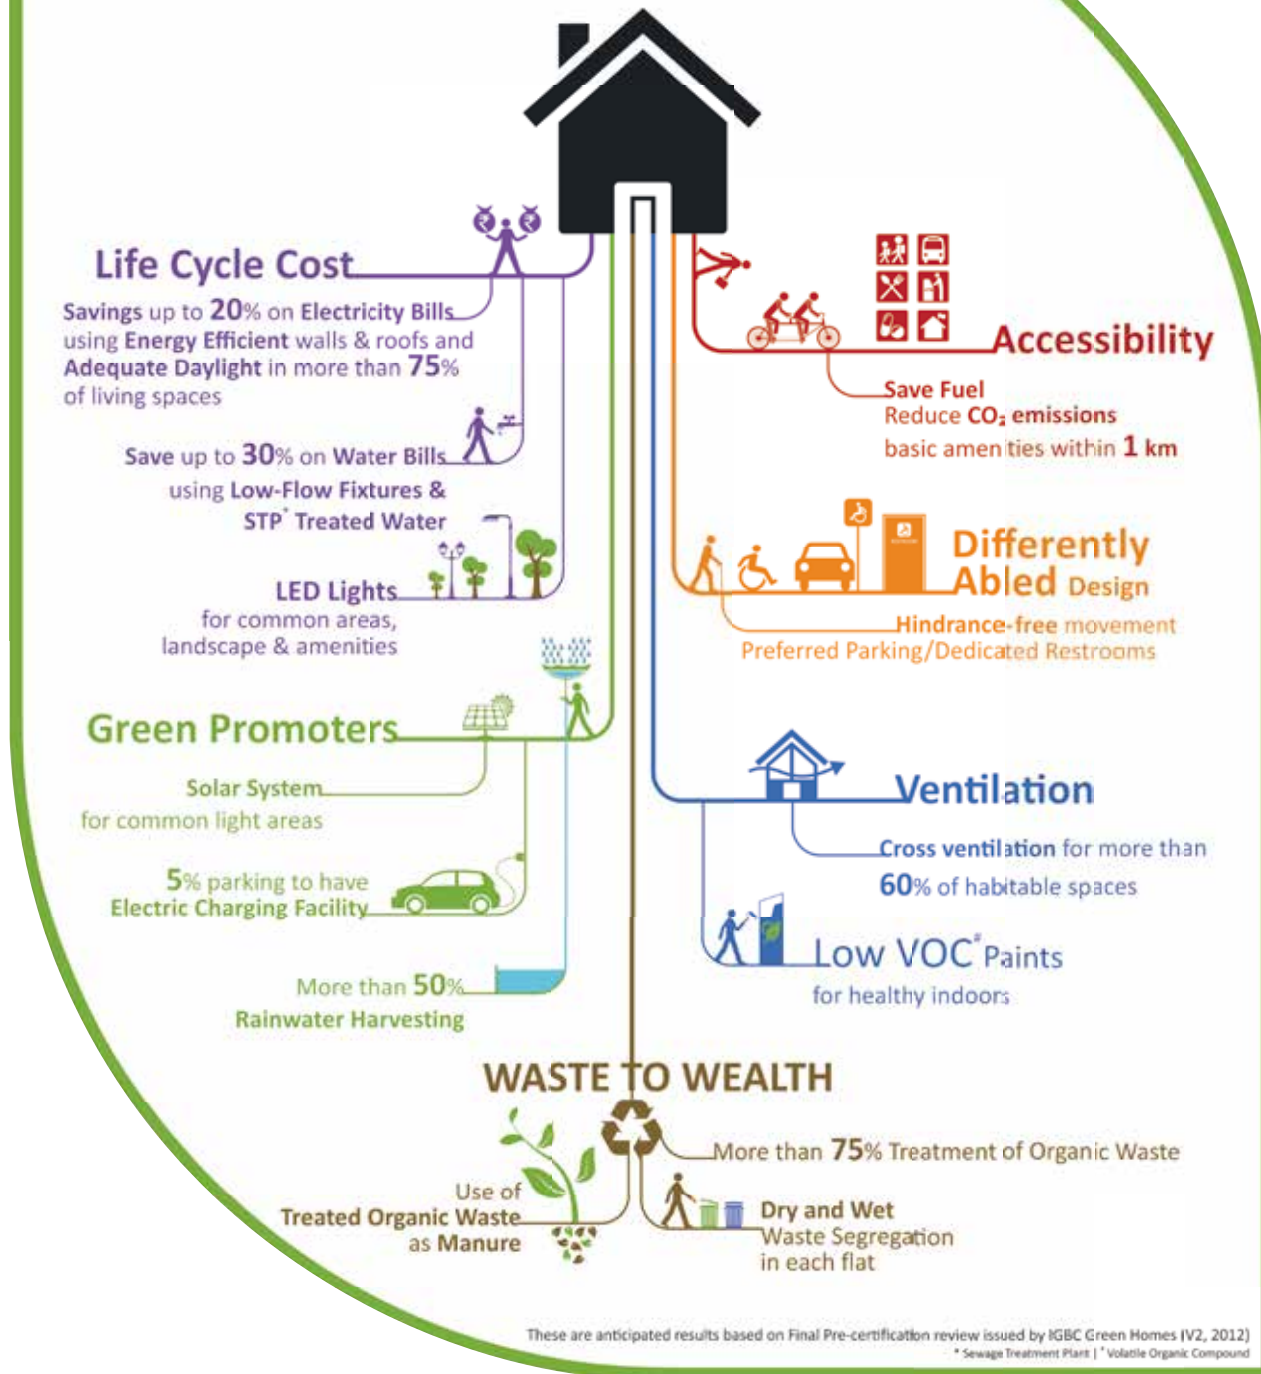 Life Cycle Cost
Savings up to 20% on Electricity Bills
using Energy Efficient walls & roofs and
Adequate Daylight in more than 75%
of living spaces
Save up to 30% on Water Bills
using Low-Flow Fixtures &
STP* Treated Water
LED Lights
for common areas,
landscape & amenities
Green Promoters
Solar System
for common light areas
5% parking to have
Electric Charging Facility
More than 50%
Rainwater Harvesting
Accessibility
Save Fuel
Reduce CO₂ emissions
basic amenities within 1 km
Differently
Abled Design
Hindrance-free movement
Preferred Parking/Dedicated Restrooms
Ventilation
Cross ventilation for more than
60% of habitable spaces
Low VOC# Paints
for healthy indoors
WASTE TO WEALTH
More than 75% Treatment of Organic Waste
Use of
Treated Organic Waste
as Manure
Dry and Wet
Waste Segregation
in each flat
These are anticipated results based on Final Pre-certification review issued by IGBC Green Homes (V2, 2012)
* Sewage Treatment Plant | # Volatile Organic Compound